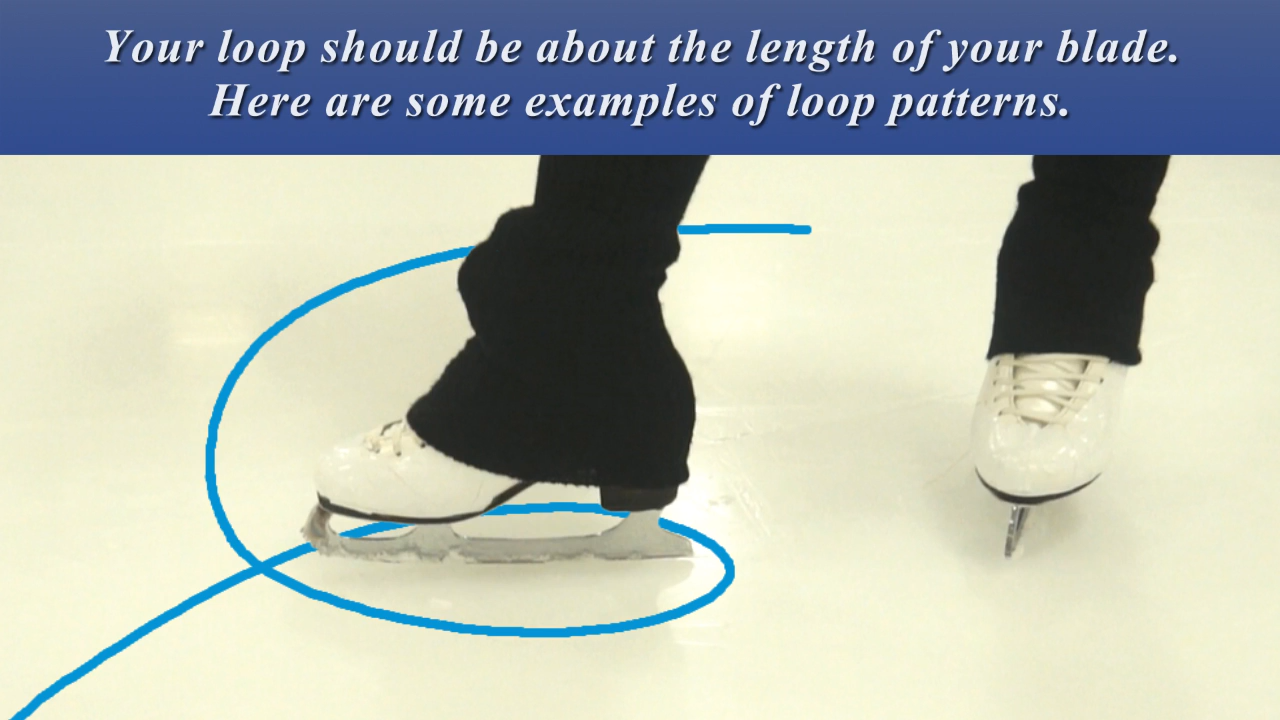 Your loop should be about the length of your blade.
Here are some examples of loop patterns.